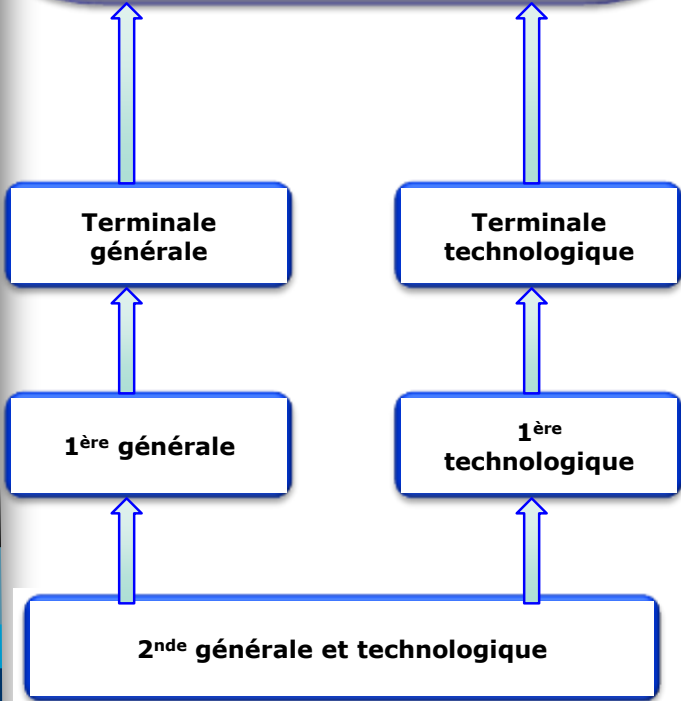 Terminale
générale
Terminale
technologique
1ère générale
1ère
technologique
2nde générale et technologique